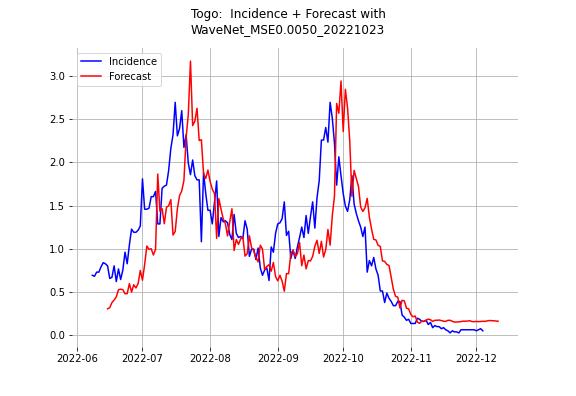 Togo:  Incidence + Forecast with
WaveNet_MSE0.0050_20221023
Incidence
Forecast
3.0
2.5
2.0
1.5
1.0
0.5
0.0
2022-06 2022-07 2022-08 2022-09 2022-10 2022-11 2022-12